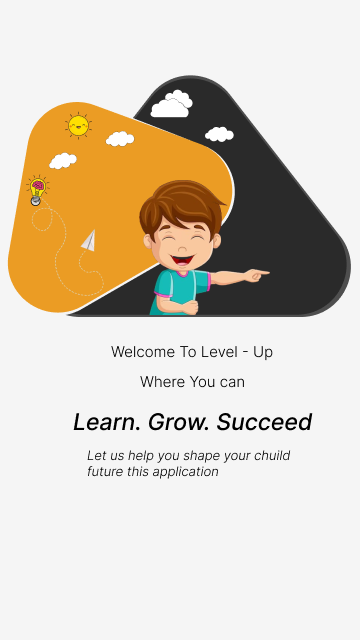 Welcome To Level - Up
Where You can
Learn. Grow. Succeed
Let us help you shape your chuild
future this application